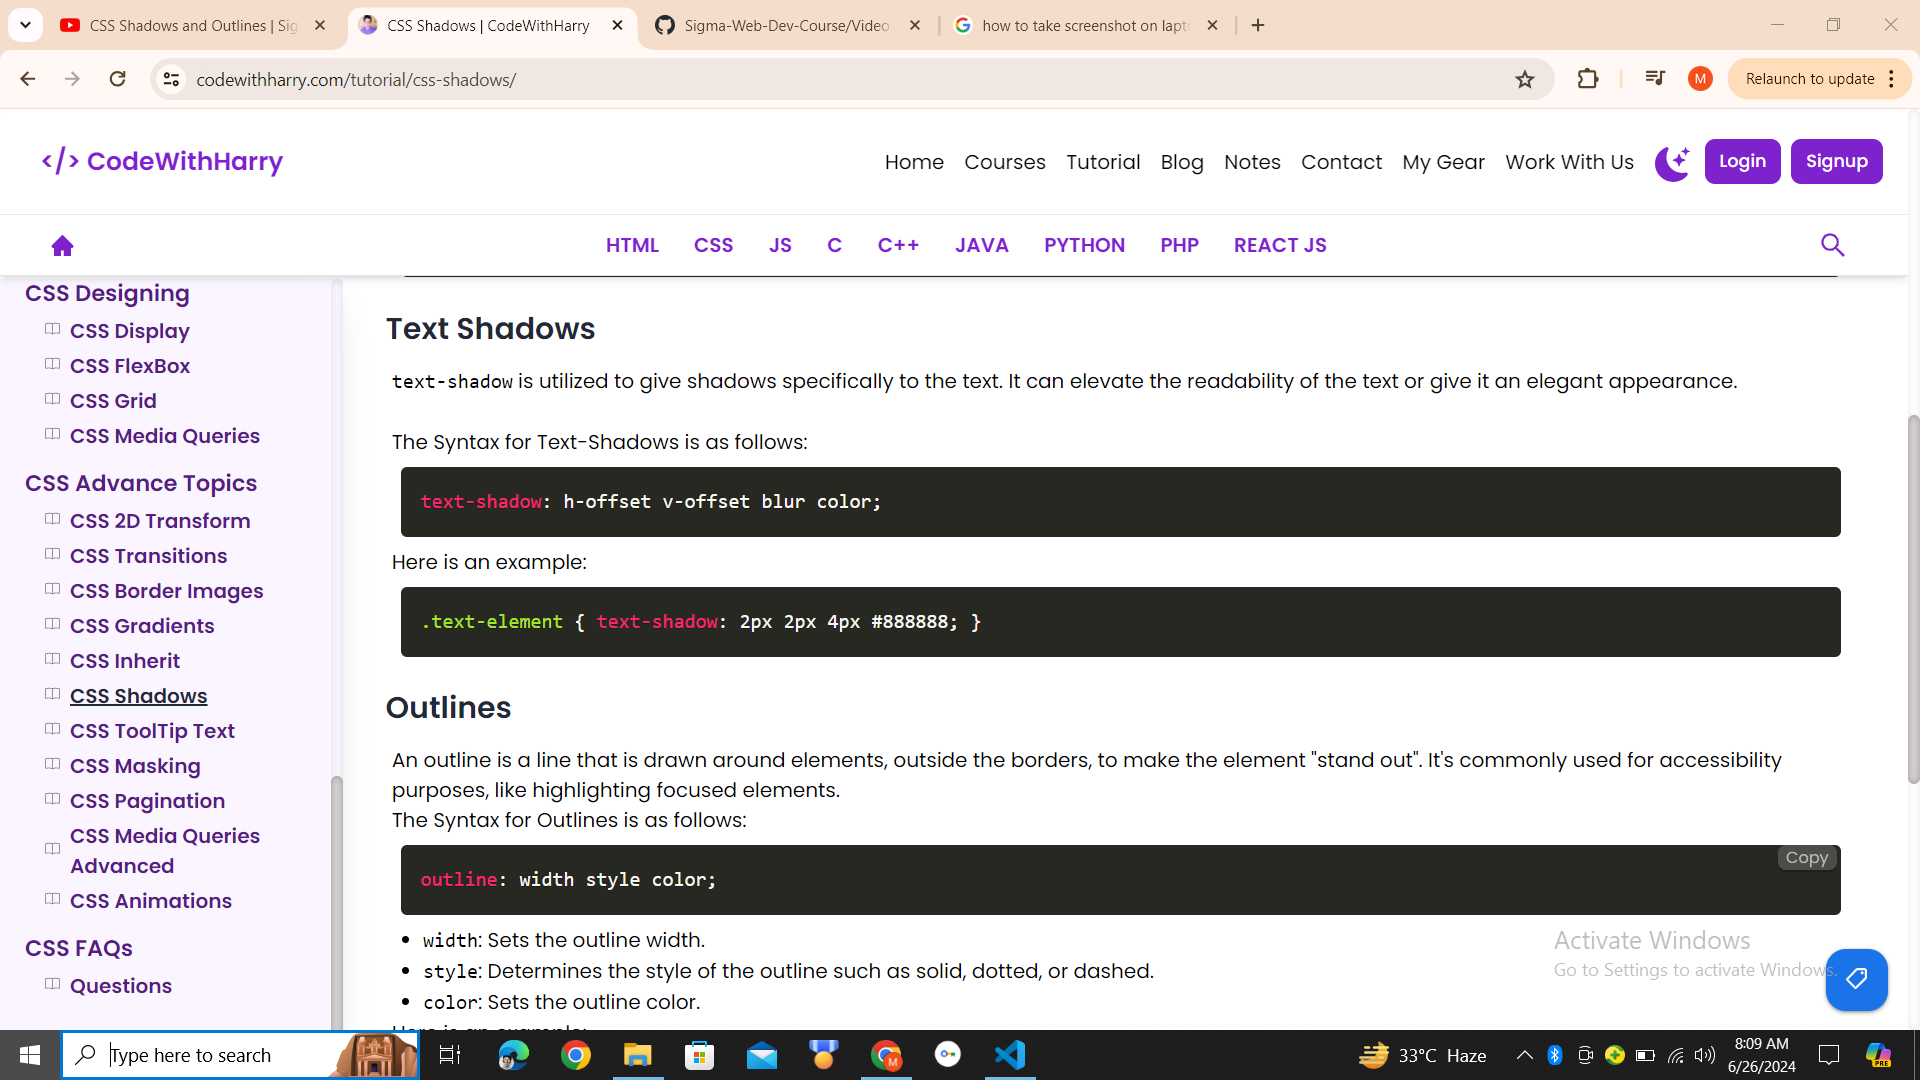 CSS Shadows and Outlines | Sig
CSS Shadows | CodeWithHarry
Sigma-Web-Dev-Course/Video
how to take screenshot on lapt
codewithharry.com/tutorial/css-shadows/
M
Relaunch to update
</> CodeWithHarry
Home Courses Tutorial Blog Notes Contact My Gear Work With Us
Login
Signup
HTML CSS JS C C++ JAVA PYTHON PHP REACT JS
CSS Designing
CSS Display
CSS FlexBox
CSS Grid
CSS Media Queries
CSS Advance Topics
CSS 2D Transform
CSS Transitions
CSS Border Images
CSS Gradients
CSS Inherit
CSS Shadows
CSS ToolTip Text
CSS Masking
CSS Pagination
CSS Media Queries
Advanced
CSS Animations
CSS FAQs
Questions
Text Shadows
text-shadow is utilized to give shadows specifically to the text. It can elevate the readability of the text or give it an elegant appearance.
The Syntax for Text-Shadows is as follows:
text-shadow: h-offset v-offset blur color;
Here is an example:
.text-element { text-shadow: 2px 2px 4px #888888; }
Outlines
An outline is a line that is drawn around elements, outside the borders, to make the element "stand out". It's commonly used for accessibility
purposes, like highlighting focused elements.
The Syntax for Outlines is as follows:
Copy
outline: width style color;
width: Sets the outline width.
style: Determines the style of the outline such as solid, dotted, or dashed.
color: Sets the outline color.
Here is an example:
Activate Windows
Go to Settings to activate Windows.
Type here to search
M
33°C Haze
8:09 AM
6/26/2024
PRE